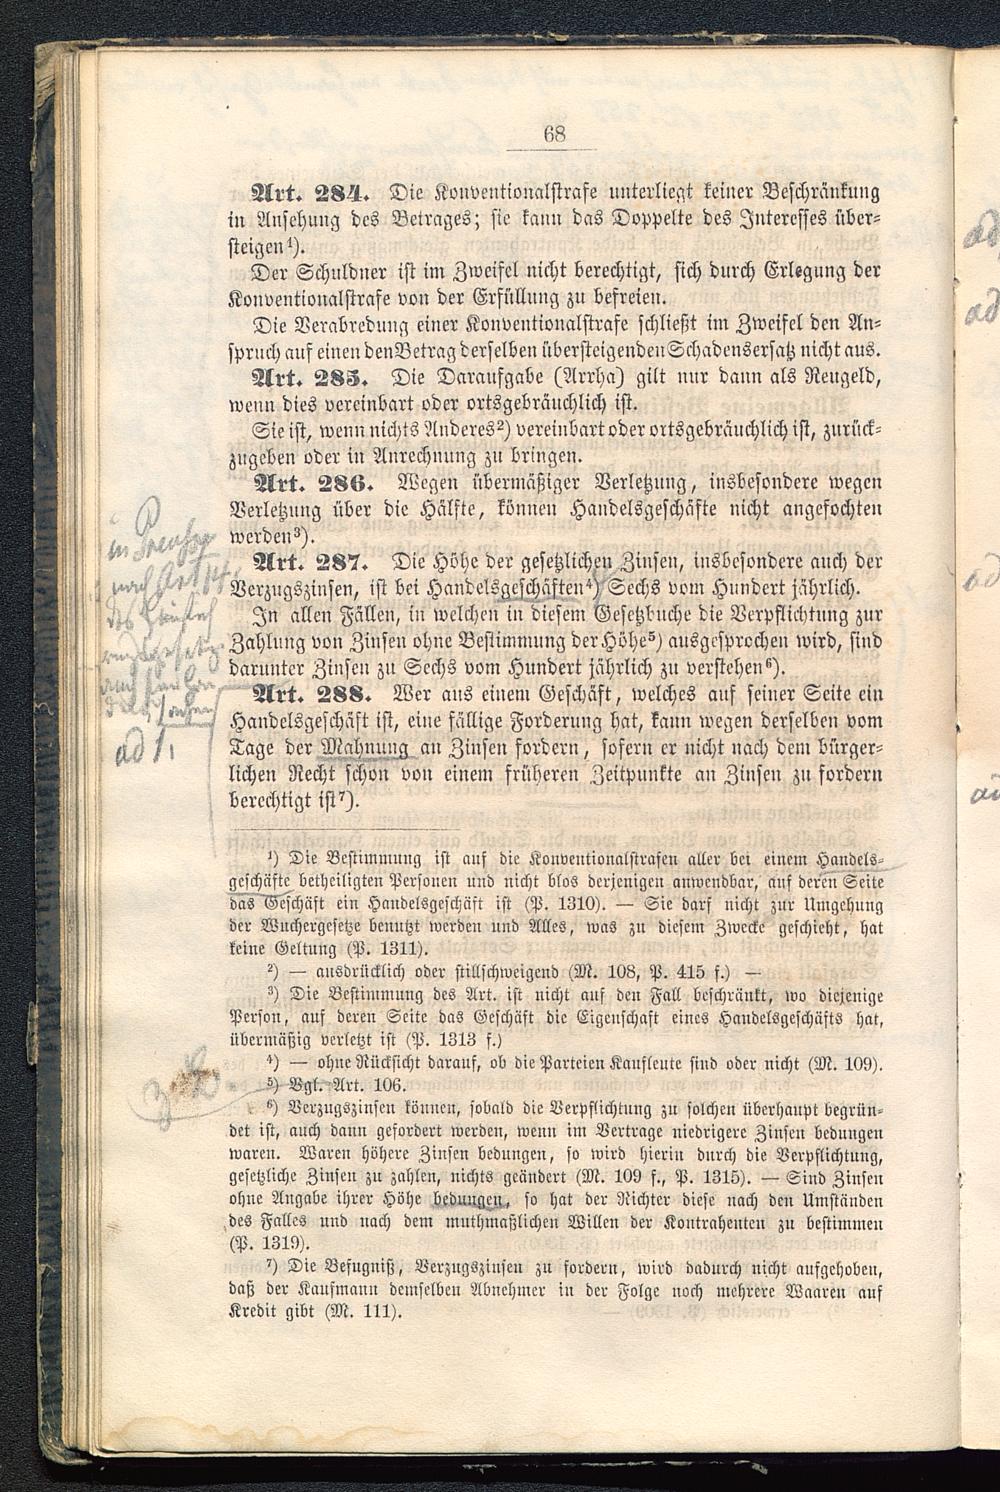 68
Art. 284. Die Konventionalstrafe unterliegt keiner Beschränkung
in Ansehung des Betrages; sie kann das Doppelte des Interesses über-
steigen¹).
Der Schuldner ist im Zweifel nicht berechtigt, sich durch Erlegung der
Konventionalstrafe von der Erfüllung zu befreien.
Die Verabredung einer Konventionalstrafe schließt im Zweifel den An-
spruch auf einen den Betrag derselben übersteigenden Schadensersatz nicht aus.
Art. 285. Die Daraufgabe (Arrha) gilt nur dann als Reugeld,
wenn dies vereinbart oder ortsgebräuchlich ist.
Sie ist, wenn nichts Anderes²) vereinbart oder ortsgebräuchlich ist, zurück-
zugeben oder in Anrechnung zu bringen.
Art. 286. Wegen übermäßiger Verletzung, insbesondere wegen
Verletzung über die Hälfte, können Handelsgeschäfte nicht angefochten
werden³).
Art. 287. Die Höhe der gesetzlichen Zinsen, insbesondere auch der
Verzugszinsen, ist bei Handelsgeschäften⁴) Sechs vom Hundert jährlich.
In allen Fällen, in welchen in diesem Gesetzbuche die Verpflichtung zur
Zahlung von Zinsen ohne Bestimmung der Höhe⁵) ausgesprochen wird, sind
darunter Zinsen zu Sechs vom Hundert jährlich zu verstehen⁶).
Art. 288. Wer aus einem Geschäft, welches auf seiner Seite ein
Handelsgeschäft ist, eine fällige Forderung hat, kann wegen derselben vom
Tage der Mahnung an Zinsen fordern, sofern er nicht nach dem bürger-
lichen Recht schon von einem früheren Zeitpunkte an Zinsen zu fordern
berechtigt ist⁷).
in Preußen
nach Art 14
des
ad 1.
¹) Die Bestimmung ist auf die Konventionalstrafen aller bei einem Handels-
geschäfte betheiligten Personen und nicht blos derjenigen anwendbar, auf deren Seite
das Geschäft ein Handelsgeschäft ist (P. 1310). — Sie darf nicht zur Umgehung
der Wuchergesetze benutzt werden und Alles, was zu diesem Zwecke geschieht, hat
keine Geltung (P. 1311).
²) — ausdrücklich oder stillschweigend (M. 108, P. 415 f.) —
³) Die Bestimmung des Art. ist nicht auf den Fall beschränkt, wo diejenige
Person, auf deren Seite das Geschäft die Eigenschaft eines Handelsgeschäfts hat,
übermäßig verletzt ist (P. 1313 f.)
⁴) — ohne Rücksicht darauf, ob die Parteien Kaufleute sind oder nicht (M. 109).
⁵) Vgl. Art. 106.
⁶) Verzugszinsen können, sobald die Verpflichtung zu solchen überhaupt begrün-
det ist, auch dann gefordert werden, wenn im Vertrage niedrigere Zinsen bedungen
waren. Waren höhere Zinsen bedungen, so wird hierin durch die Verpflichtung,
gesetzliche Zinsen zu zahlen, nichts geändert (M. 109 f., P. 1315). — Sind Zinsen
ohne Angabe ihrer Höhe bedungen, so hat der Richter diese nach den Umständen
des Falles und nach dem muthmaßlichen Willen der Kontrahenten zu bestimmen
(P. 1319).
⁷) Die Befugniß, Verzugszinsen zu fordern, wird dadurch nicht aufgehoben,
daß der Kaufmann demselben Abnehmer in der Folge noch mehrere Waaren auf
Kredit gibt (M. 111).
ad
ad
ad